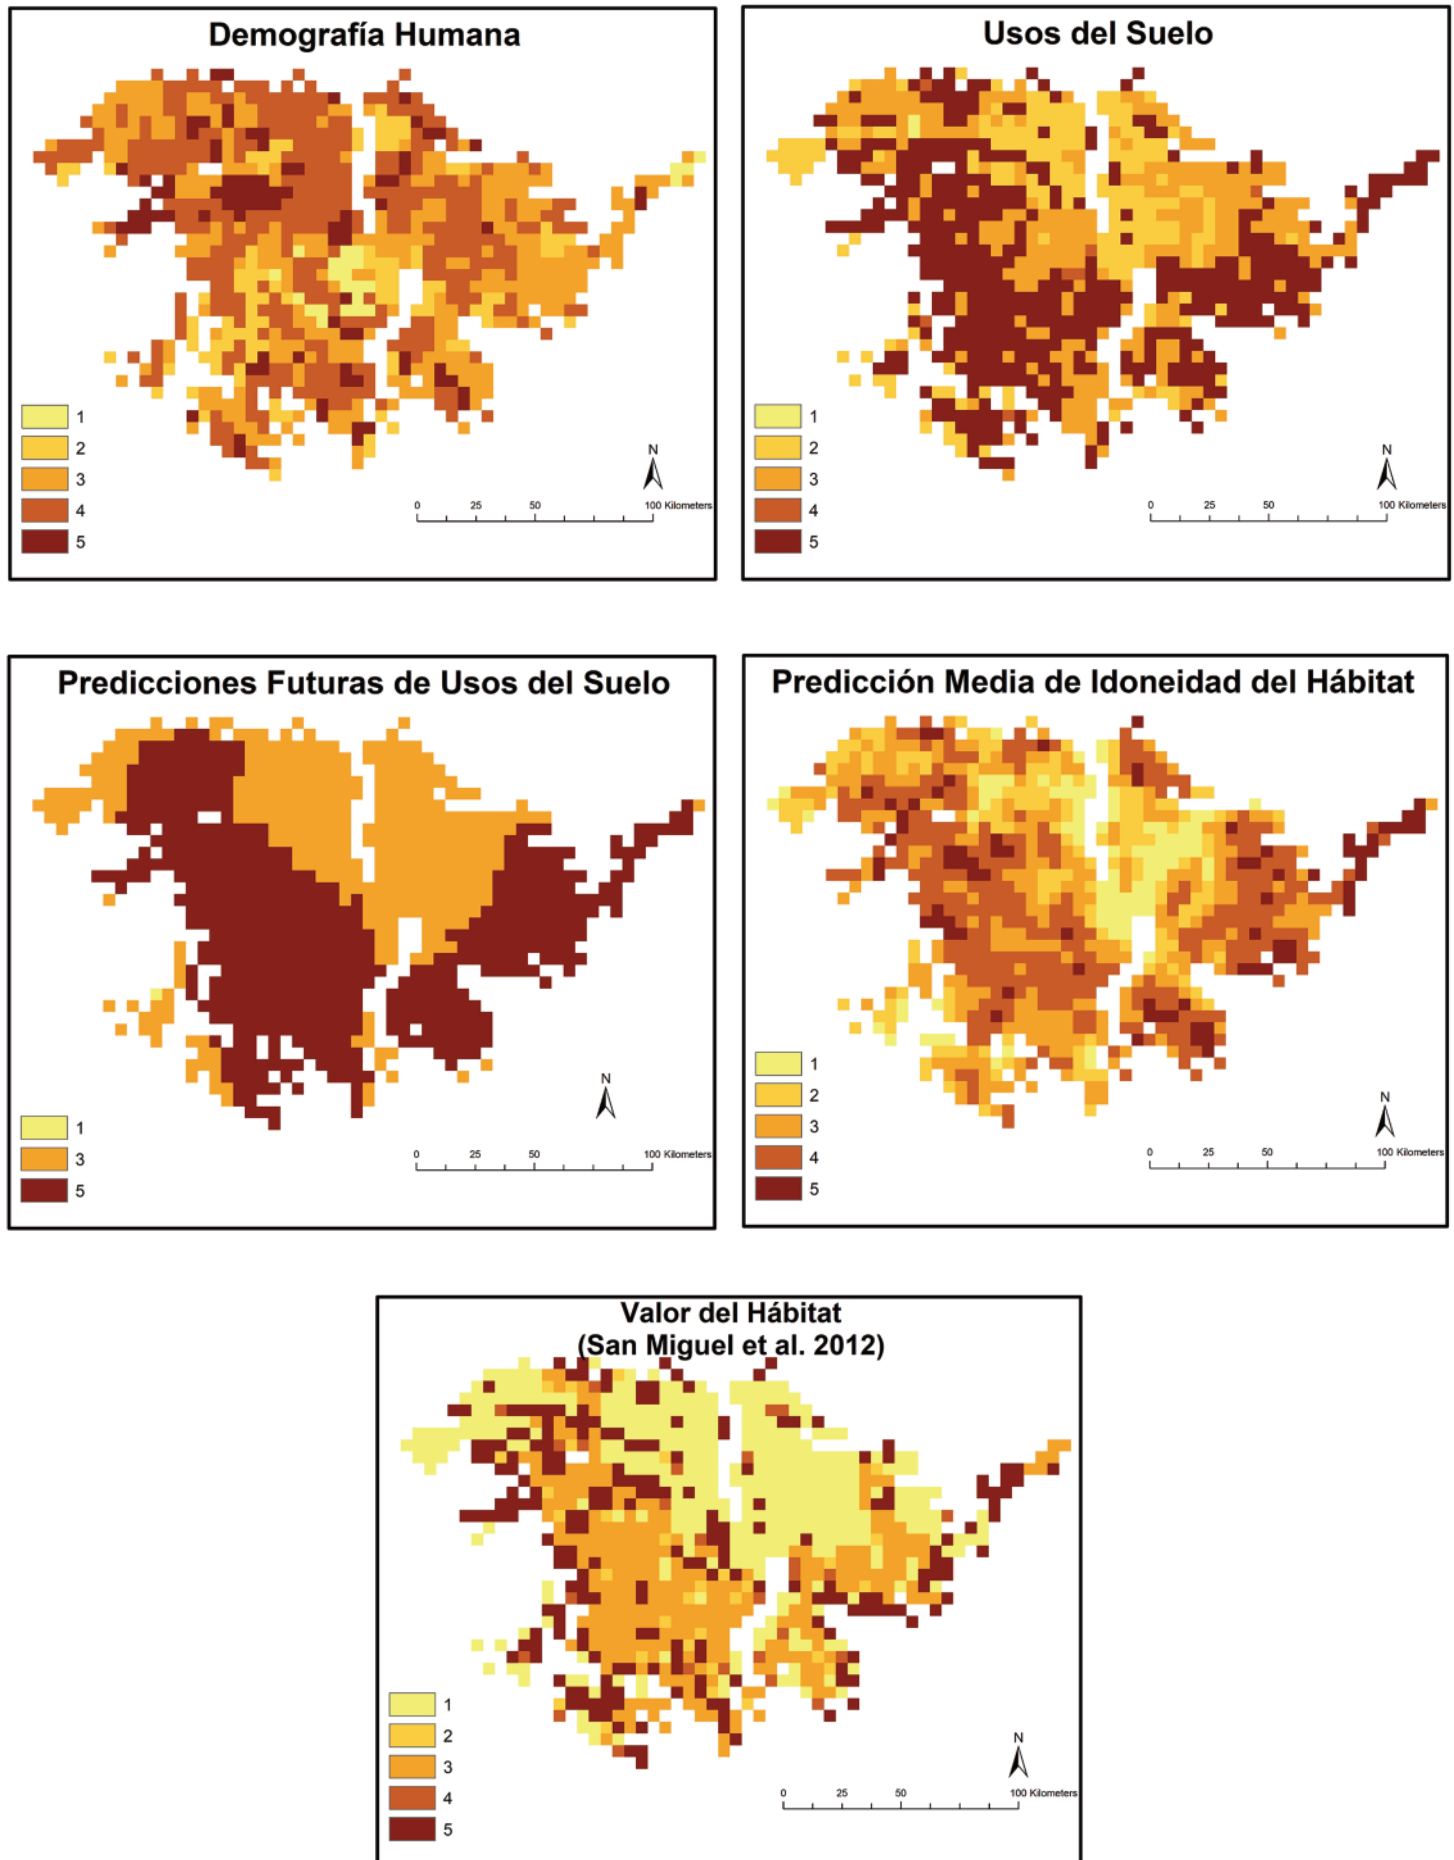 Demografía Humana
1
2
3
4
5
N
0 25 50 100 Kilometers
Usos del Suelo
1
2
3
4
5
N
0 25 50 100 Kilometers
Predicciones Futuras de Usos del Suelo
1
3
5
N
0 25 50 100 Kilometers
Predicción Media de Idoneidad del Hábitat
1
2
3
4
5
N
0 25 50 100 Kilometers
Valor del Hábitat
(San Miguel et al. 2012)
1
2
3
4
5
N
0 25 50 100 Kilometers